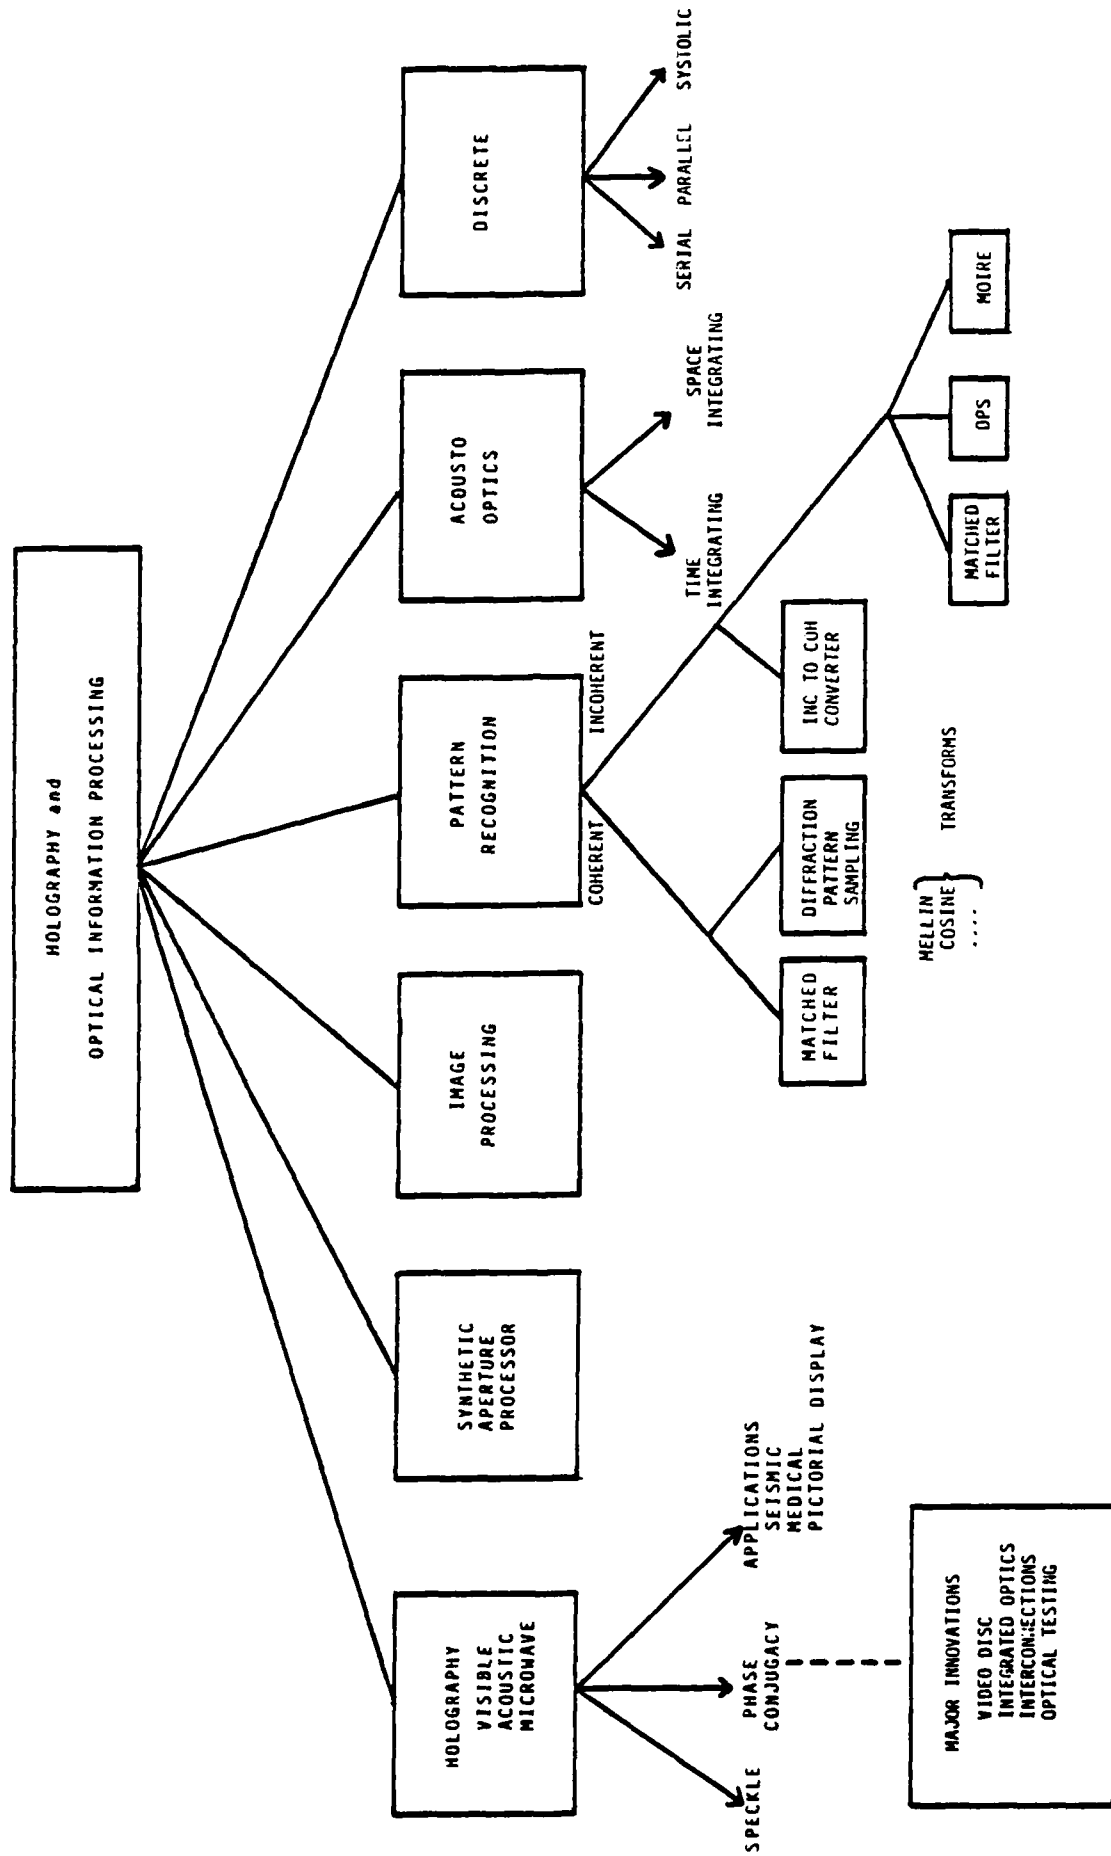 HOLOGRAPHY and
OPTICAL INFORMATION PROCESSING
HOLOGRAPHY
VISIBLE
ACOUSTIC
MICROWAVE
SYNTHETIC
APERTURE
PROCESSOR
IMAGE
PROCESSING
PATTERN
RECOGNITION
ACOUSTO
OPTICS
DISCRETE
SPECKLE
PHASE
CONJUGACY
APPLICATIONS
SEISMIC
MEDICAL
PICTORIAL DISPLAY
COHERENT
INCOHERENT
TIME
INTEGRATING
SPACE
INTEGRATING
SERIAL
PARALLEL
SYSTOLIC
MATCHED
FILTER
DIFFRACTION
PATTERN
SAMPLING
INC TO COH
CONVERTER
MATCHED
FILTER
DPS
MOIRE
MELLIN
COSINE
....
TRANSFORMS
MAJOR INNOVATIONS
VIDEO DISC
INTEGRATED OPTICS
INTERCONNECTIONS
OPTICAL TESTING